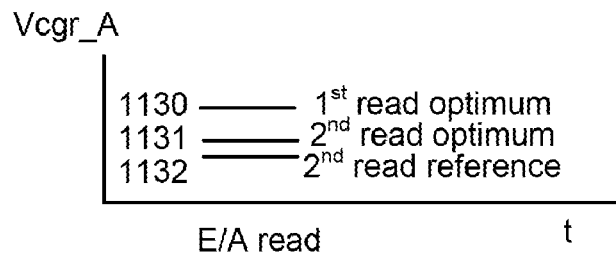 Vcgr_A
1130 1st read optimum
1131 2nd read optimum
1132 2nd read reference
E/A read t